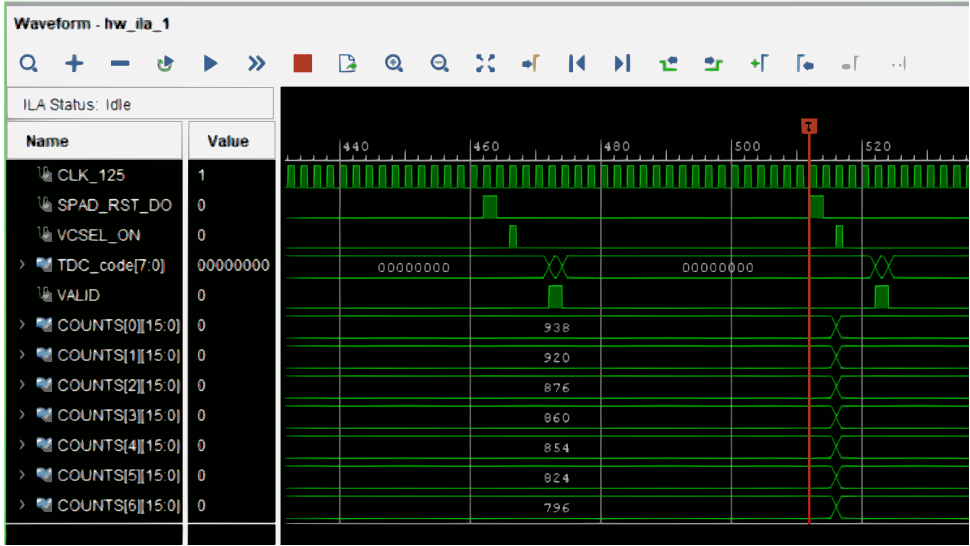 Waveform - hw_ila_1
ILA Status: Idle
Name Value
440 460 480 500 520
T
CLK_125 1
SPAD_RST_DO 0
VCSEL_ON 0
TDC_code[7:0] 00000000 00000000 00000000
VALID 0
COUNTS[0][15:0] 0 938
COUNTS[1][15:0] 0 920
COUNTS[2][15:0] 0 876
COUNTS[3][15:0] 0 860
COUNTS[4][15:0] 0 854
COUNTS[5][15:0] 0 824
COUNTS[6][15:0] 0 796